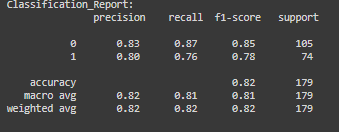 Classification_Report:
precision recall f1-score support
0 0.83 0.87 0.85 105
1 0.80 0.76 0.78 74
accuracy 0.82 179
macro avg 0.82 0.81 0.81 179
weighted avg 0.82 0.82 0.82 179